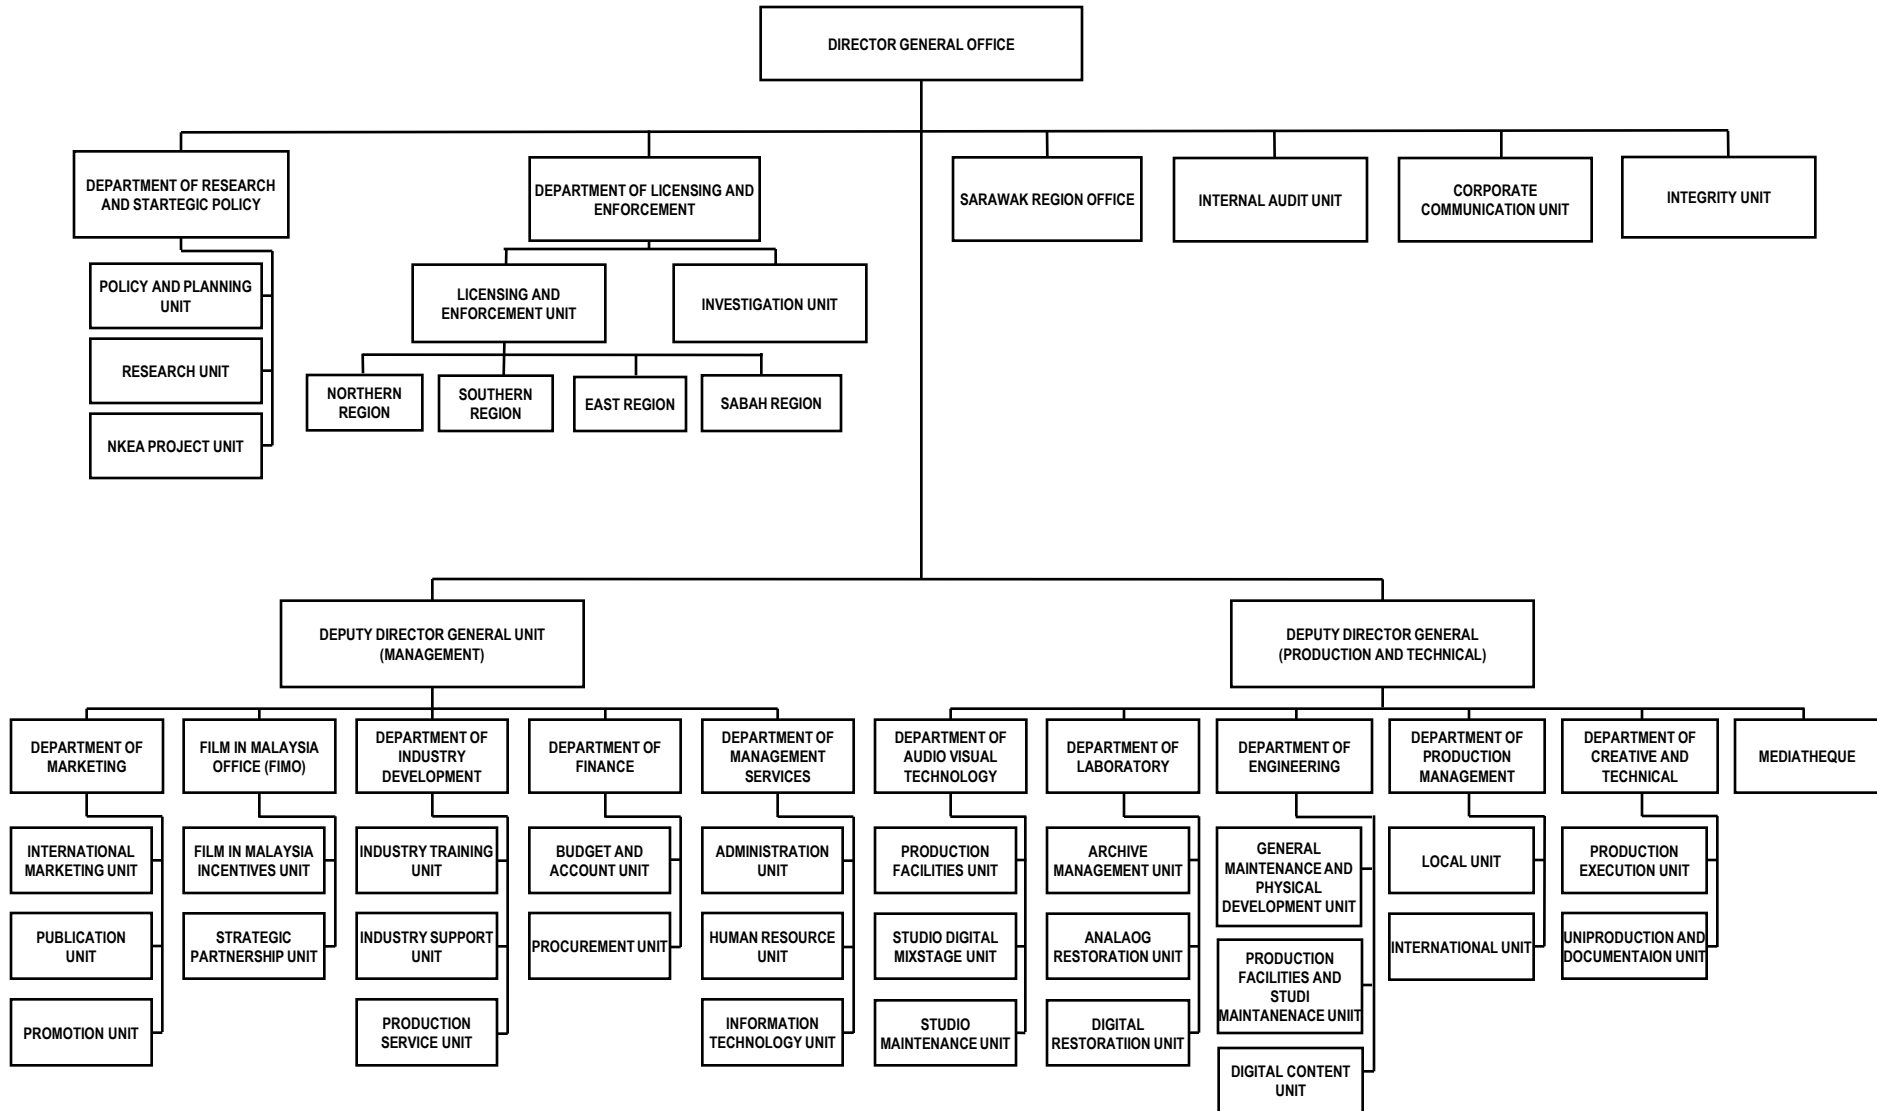 DIRECTOR GENERAL OFFICE
DEPARTMENT OF RESEARCH
AND STARTEGIC POLICY
DEPARTMENT OF LICENSING AND
ENFORCEMENT
SARAWAK REGION OFFICE
INTERNAL AUDIT UNIT
CORPORATE
COMMUNICATION UNIT
INTEGRITY UNIT
POLICY AND PLANNING
UNIT
RESEARCH UNIT
NKEA PROJECT UNIT
LICENSING AND
ENFORCEMENT UNIT
INVESTIGATION UNIT
NORTHERN
REGION
SOUTHERN
REGION
EAST REGION
SABAH REGION
DEPUTY DIRECTOR GENERAL UNIT
(MANAGEMENT)
DEPUTY DIRECTOR GENERAL
(PRODUCTION AND TECHNICAL)
DEPARTMENT OF
MARKETING
FILM IN MALAYSIA
OFFICE (FIMO)
DEPARTMENT OF
INDUSTRY
DEVELOPMENT
DEPARTMENT OF
FINANCE
DEPARTMENT OF
MANAGEMENT
SERVICES
DEPARTMENT OF
AUDIO VISUAL
TECHNOLOGY
DEPARTMENT OF
LABORATORY
DEPARTMENT OF
ENGINEERING
DEPARTMENT OF
PRODUCTION
MANAGEMENT
DEPARTMENT OF
CREATIVE AND
TECHNICAL
MEDIATHEQUE
INTERNATIONAL
MARKETING UNIT
PUBLICATION
UNIT
PROMOTION UNIT
FILM IN MALAYSIA
INCENTIVES UNIT
STRATEGIC
PARTNERSHIP UNIT
INDUSTRY TRAINING
UNIT
INDUSTRY SUPPORT
UNIT
PRODUCTION
SERVICE UNIT
BUDGET AND
ACCOUNT UNIT
PROCUREMENT UNIT
ADMINISTRATION
UNIT
HUMAN RESOURCE
UNIT
INFORMATION
TECHNOLOGY UNIT
PRODUCTION
FACILITIES UNIT
STUDIO DIGITAL
MIXSTAGE UNIT
STUDIO
MAINTENANCE UNIT
ARCHIVE
MANAGEMENT UNIT
ANALAOG
RESTORATION UNIT
DIGITAL
RESTORATIION UNIT
GENERAL
MAINTENANCE AND
PHYSICAL
DEVELOPMENT UNIT
PRODUCTION
FACILITIES AND
STUDI
MAINTANENACE UNIIT
DIGITAL CONTENT
UNIT
LOCAL UNIT
INTERNATIONAL UNIT
PRODUCTION
EXECUTION UNIT
UNIPRODUCTION AND
DOCUMENTAION UNIT